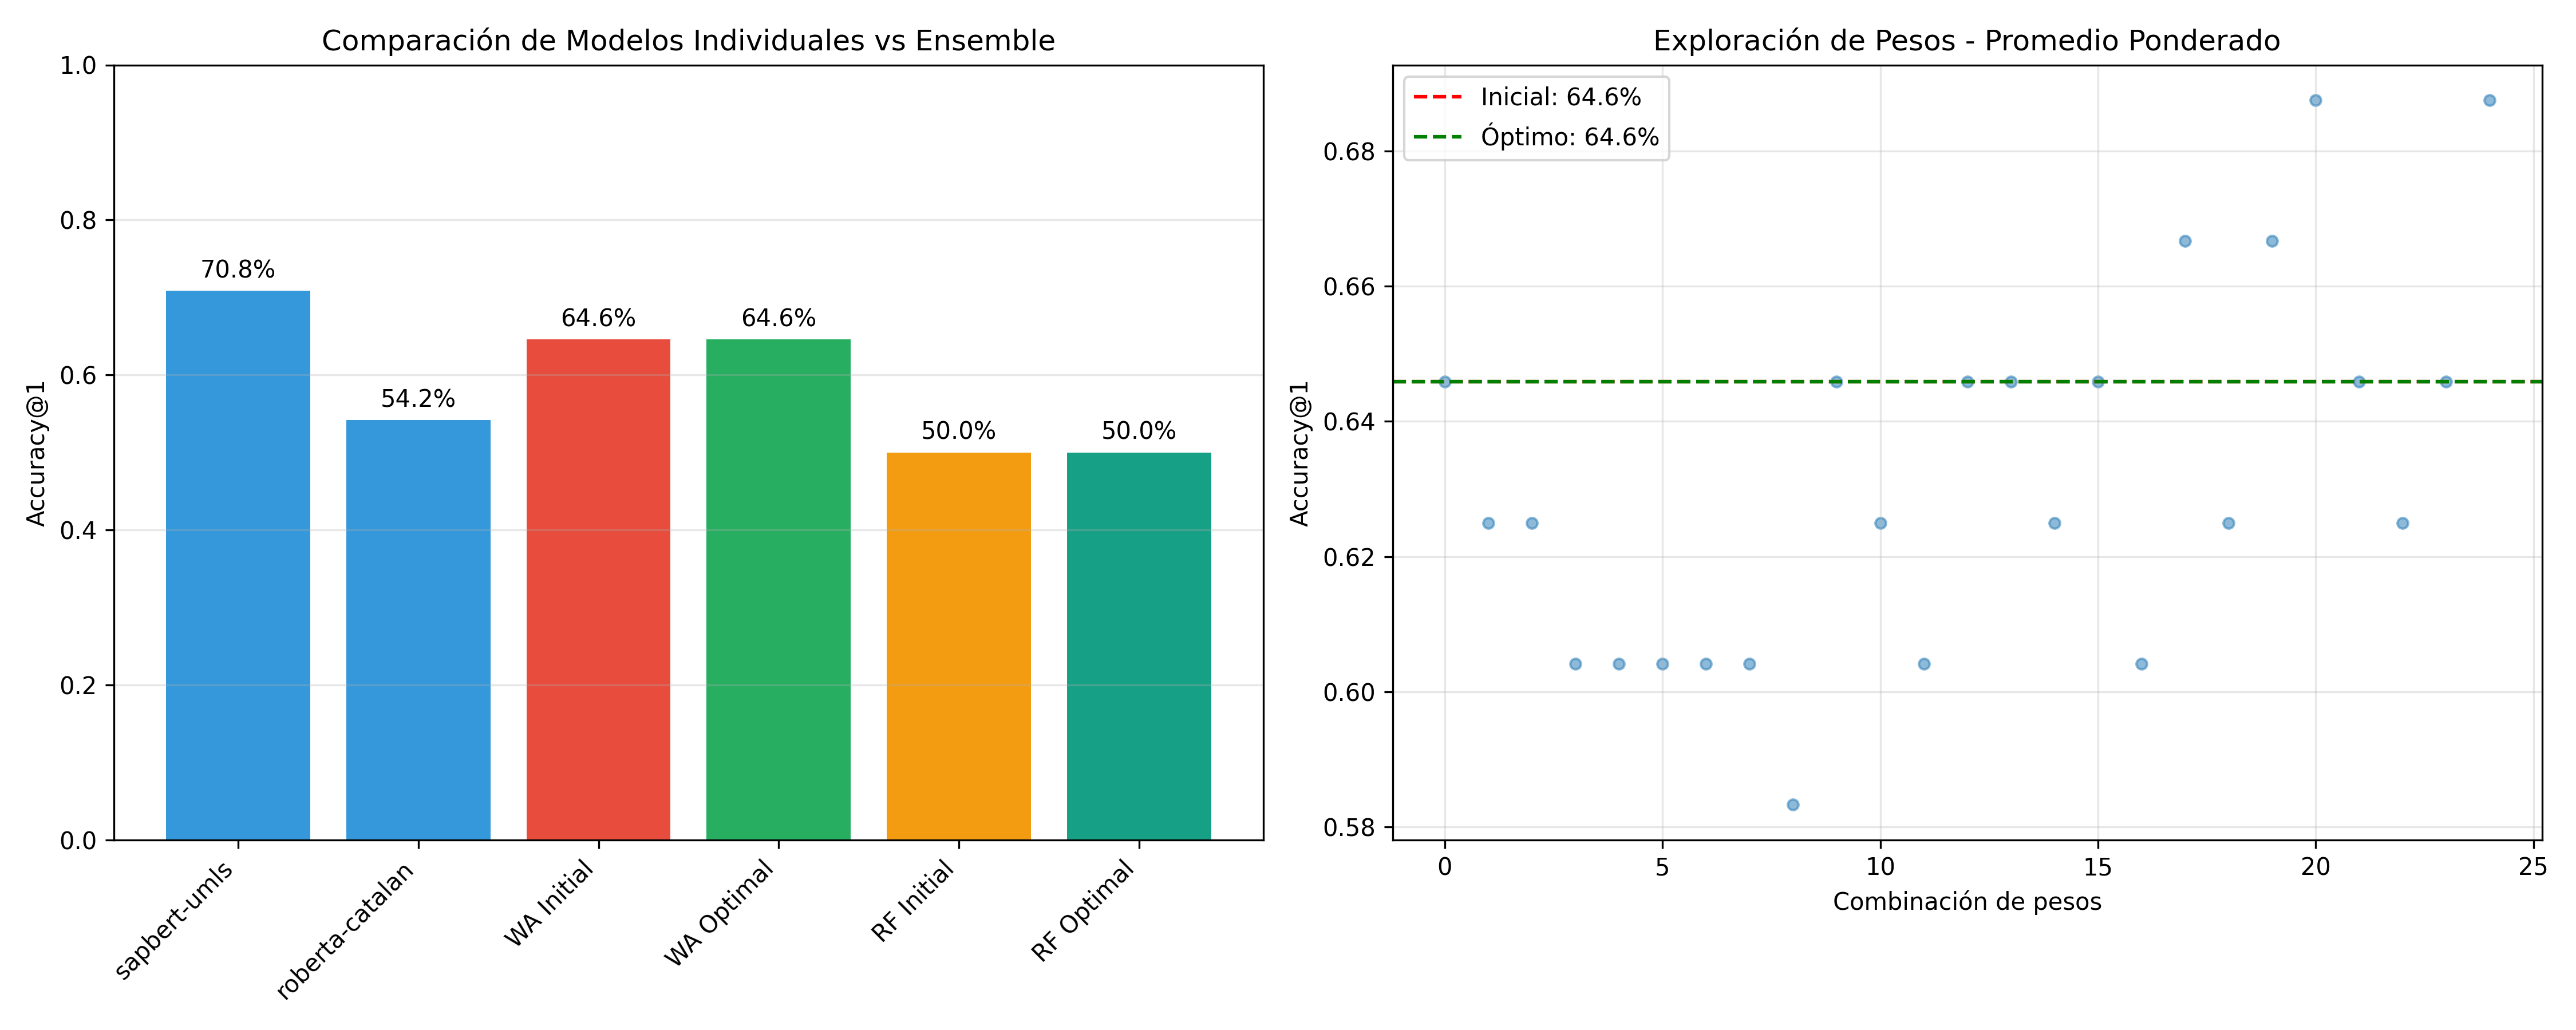 Comparación de Modelos Individuales vs Ensemble
Accuracy@1
1.0
0.8
0.6
0.4
0.2
0.0
70.8%
54.2%
64.6%
64.6%
50.0%
50.0%
sapbert-umls
roberta-catalan
WA Initial
WA Optimal
RF Initial
RF Optimal
Exploración de Pesos - Promedio Ponderado
Inicial: 64.6%
Óptimo: 64.6%
Accuracy@1
0.68
0.66
0.64
0.62
0.60
0.58
0
5
10
15
20
25
Combinación de pesos